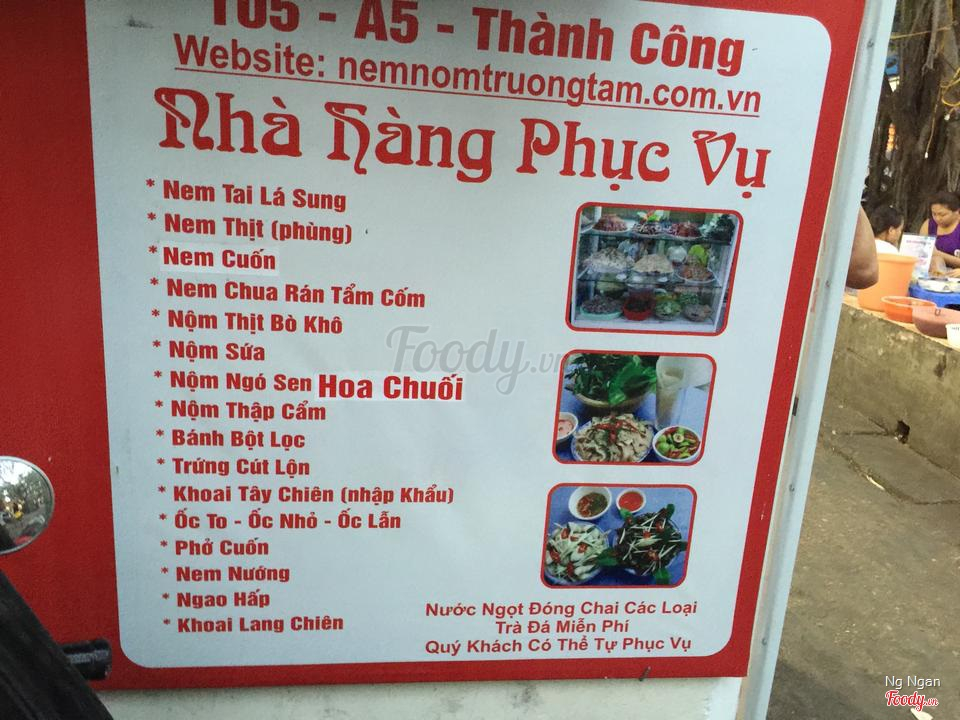 105 - A5 - Thành Công
Website: nemnomtruongtam.com.vn
Nhà Hàng Phục Vụ
* Nem Tai Lá Sung
* Nem Thịt (phùng)
* Nem Cuốn
* Nem Chua Rán Tẩm Cốm
* Nộm Thịt Bò Khô
* Nộm Sứa
* Nộm Ngó Sen Hoa Chuối
* Nộm Thập Cẩm
* Bánh Bột Lọc
* Trứng Cút Lộn
* Khoai Tây Chiên (nhập Khẩu)
* Ốc To - Ốc Nhỏ - Ốc Lẫn
* Phở Cuốn
* Nem Nướng
* Ngao Hấp
* Khoai Lang Chiên
Nước Ngọt Đóng Chai Các Loại
Trà Đá Miễn Phí
Quý Khách Có Thể Tự Phục Vụ
Foody.vn
Ng Ngan
Foody.vn